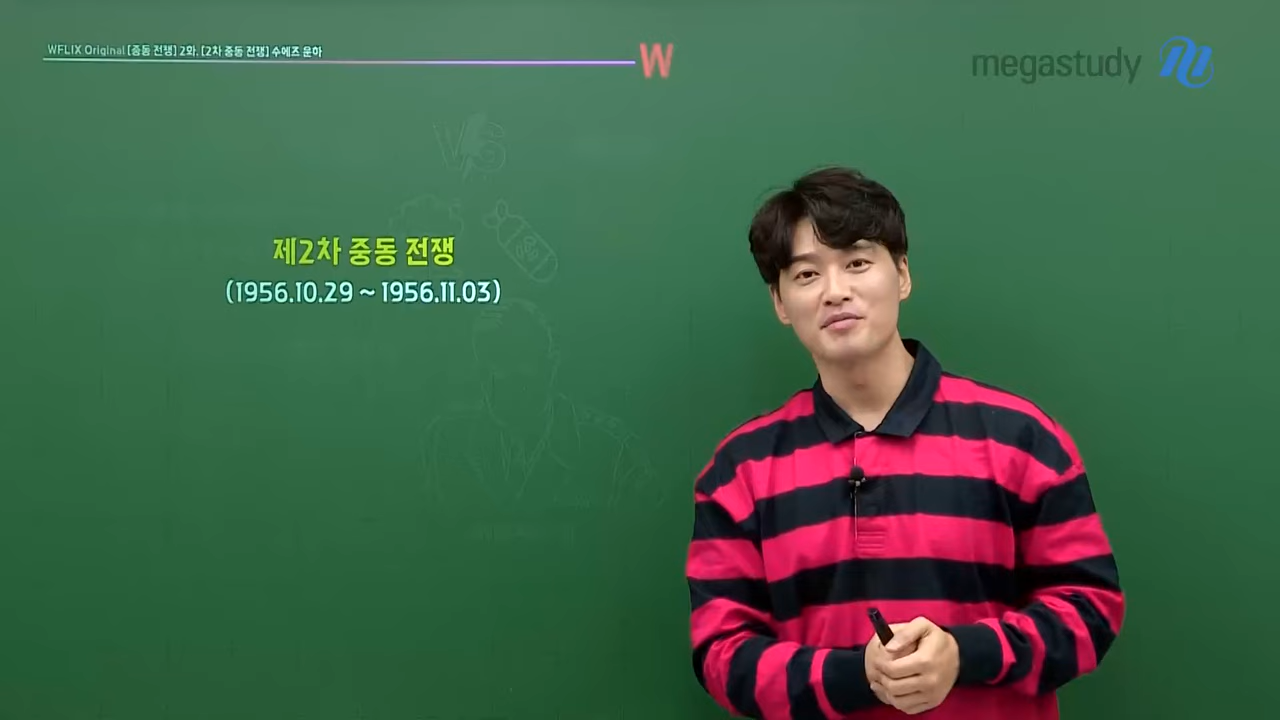 WFLIX Original [중동 전쟁] 2화. [2차 중동 전쟁] 수에즈 운하
W
megastudy
VS
제2차 중동 전쟁
(1956.10.29 ~ 1956.11.03)